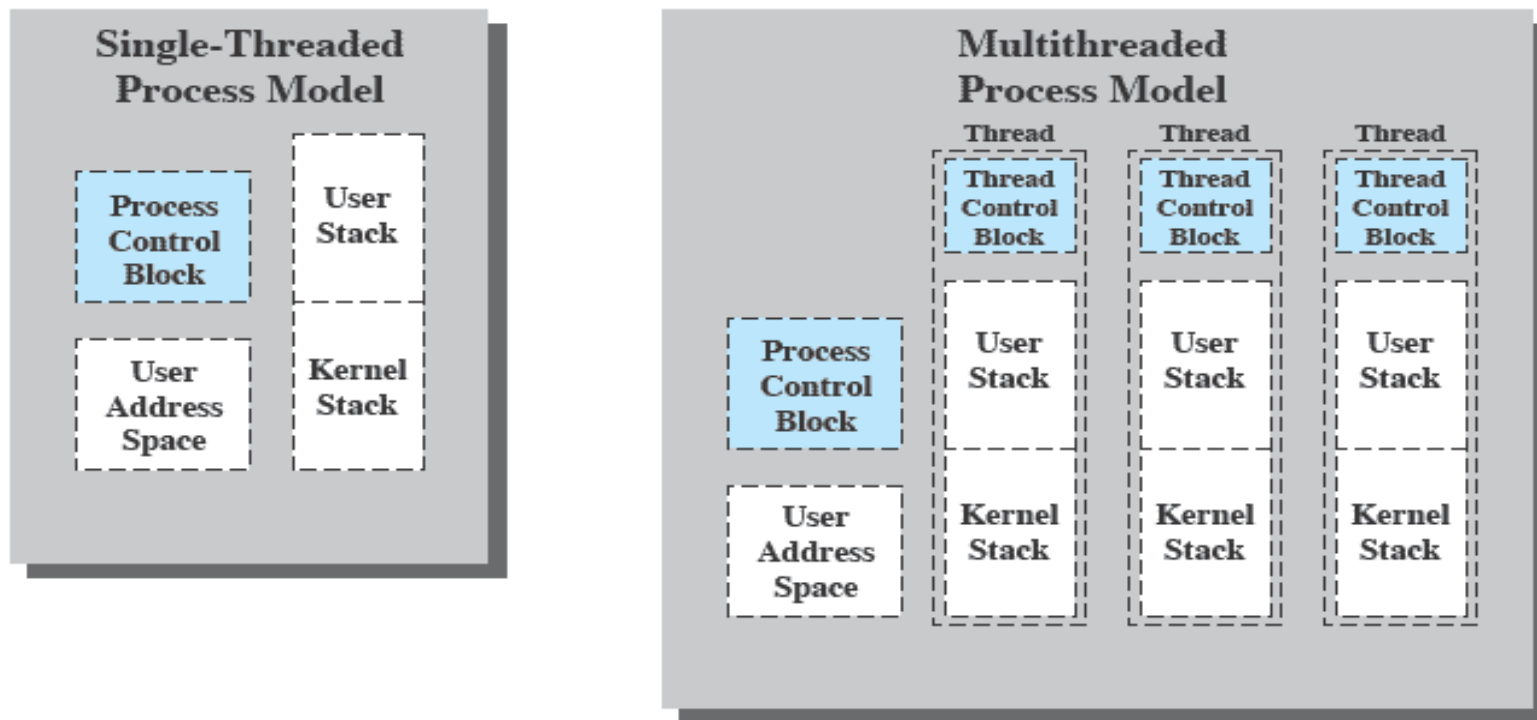 Single-Threaded
Process Model
Process
Control
Block
User
Address
Space
User
Stack
Kernel
Stack
Multithreaded
Process Model
Process
Control
Block
User
Address
Space
Thread
Thread
Control
Block
User
Stack
Kernel
Stack
Thread
Thread
Control
Block
User
Stack
Kernel
Stack
Thread
Thread
Control
Block
User
Stack
Kernel
Stack